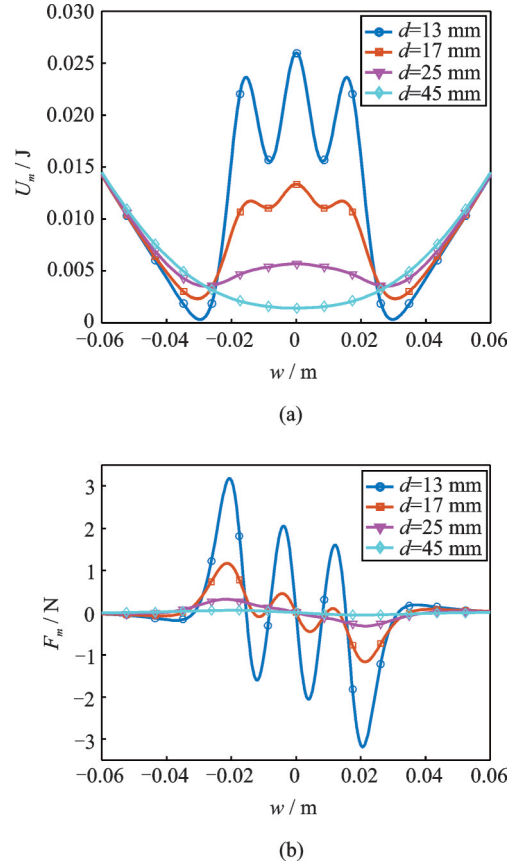 0.030
0.025
0.020
0.015
0.010
0.005
0
U_m / J
d=13 mm
d=17 mm
d=25 mm
d=45 mm
−0.06 −0.04 −0.02 0 0.02 0.04 0.06
w / m
(a)
3
2
1
0
−1
−2
−3
F_m / N
d=13 mm
d=17 mm
d=25 mm
d=45 mm
−0.06 −0.04 −0.02 0 0.02 0.04 0.06
w / m
(b)